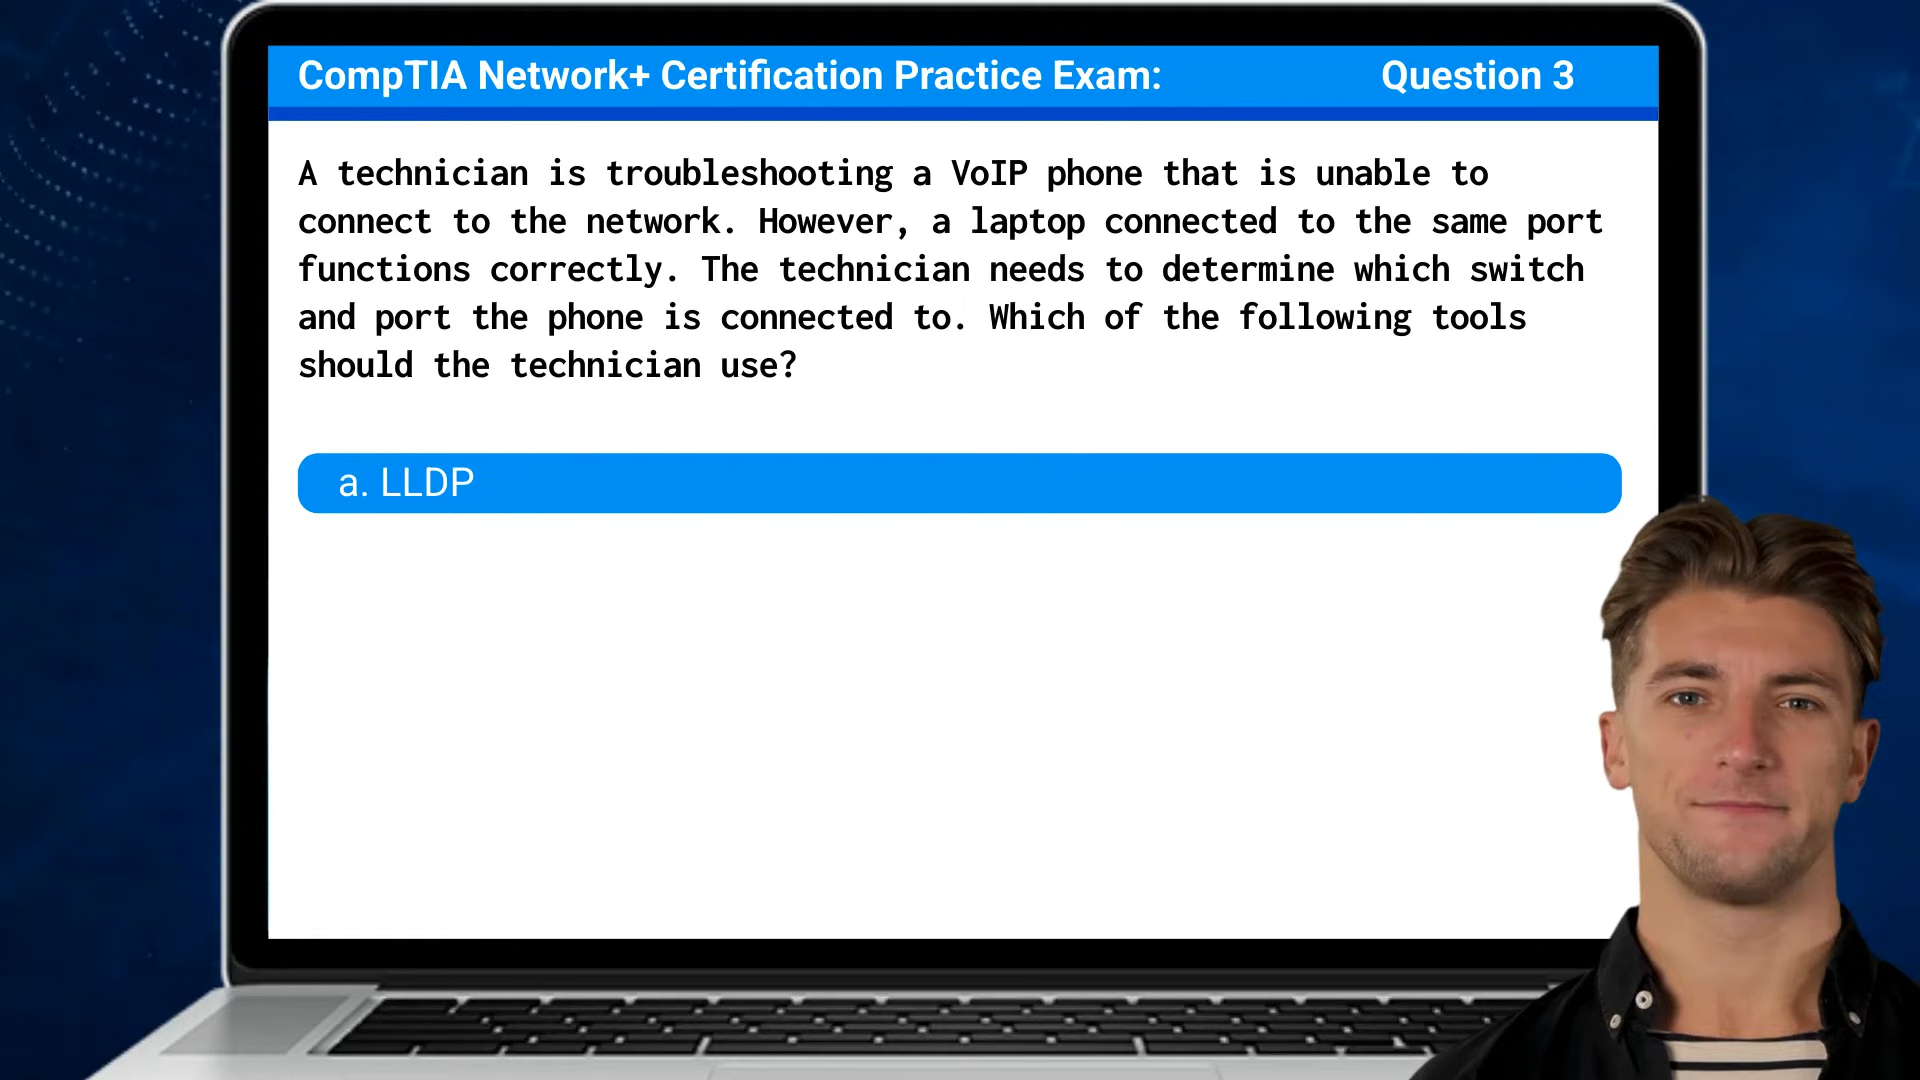 CompTIA Network+ Certification Practice Exam: Question 3
A technician is troubleshooting a VoIP phone that is unable to
connect to the network. However, a laptop connected to the same port
functions correctly. The technician needs to determine which switch
and port the phone is connected to. Which of the following tools
should the technician use?
a. LLDP